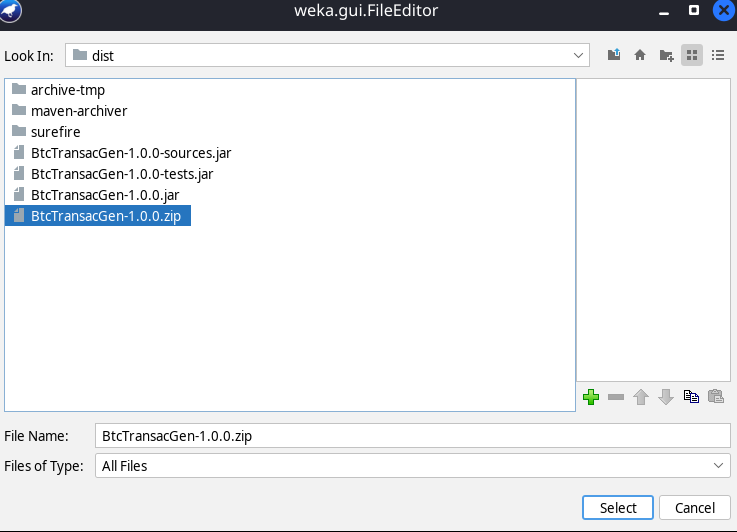 weka.gui.FileEditor
Look In: dist
archive-tmp
maven-archiver
surefire
BtcTransacGen-1.0.0-sources.jar
BtcTransacGen-1.0.0-tests.jar
BtcTransacGen-1.0.0.jar
BtcTransacGen-1.0.0.zip
File Name: BtcTransacGen-1.0.0.zip
Files of Type: All Files
Select Cancel